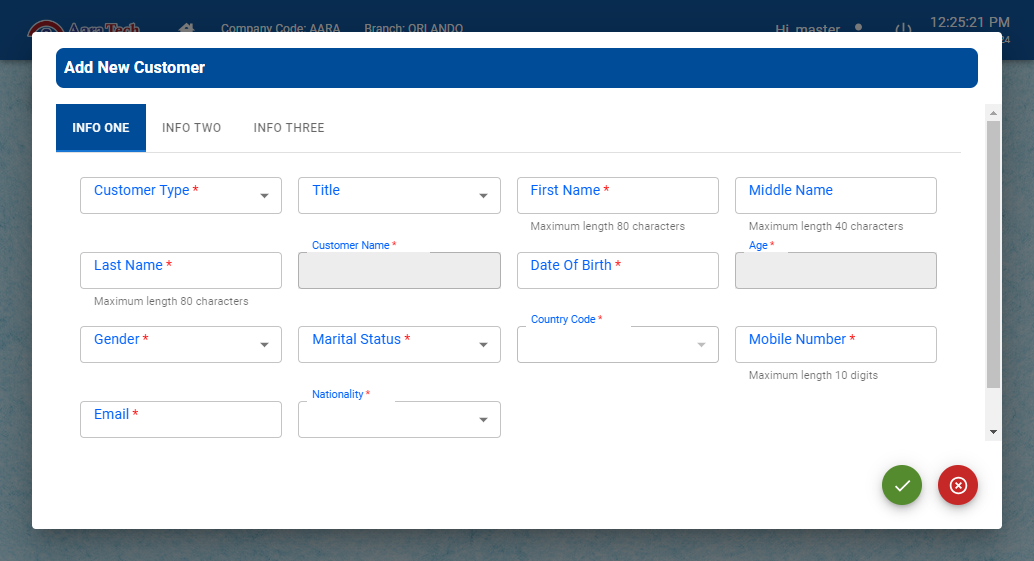 AaraTech
Company Code: AARA
Branch: ORLANDO
Hi, master
12:25:21 PM
Add New Customer
INFO ONE
INFO TWO
INFO THREE
Customer Type *
Title
First Name *
Middle Name
Maximum length 80 characters
Maximum length 40 characters
Last Name *
Customer Name *
Date Of Birth *
Age *
Maximum length 80 characters
Gender *
Marital Status *
Country Code *
Mobile Number *
Maximum length 10 digits
Email *
Nationality *